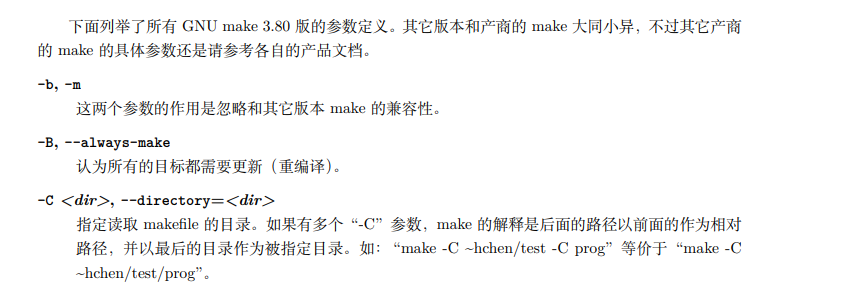 下面列举了所有 GNU make 3.80 版的参数定义。其它版本和产商的 make 大同小异，不过其它产商
的 make 的具体参数还是请参考各自的产品文档。
-b, -m
这两个参数的作用是忽略和其它版本 make 的兼容性。
-B, --always-make
认为所有的目标都需要更新（重编译）。
-C <dir>, --directory=<dir>
指定读取 makefile 的目录。如果有多个“-C”参数，make 的解释是后面的路径以前面的作为相对
路径，并以最后的目录作为被指定目录。如：“make -C ~hchen/test -C prog”等价于“make -C
~hchen/test/prog”。